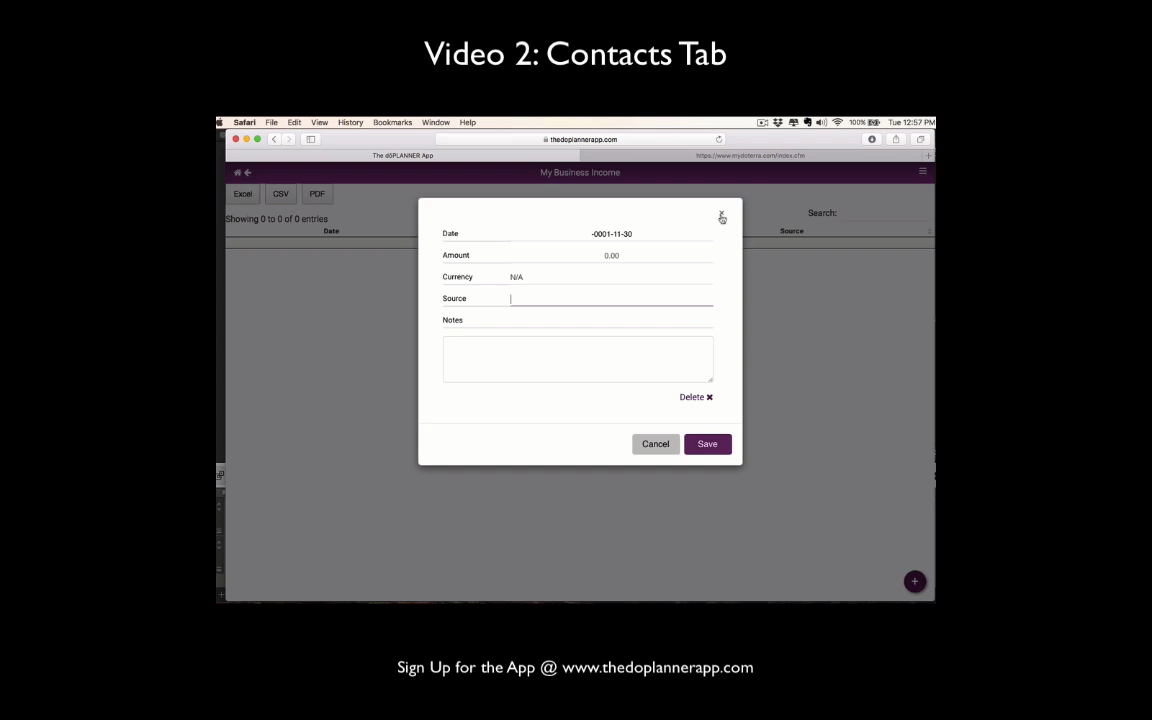 Video 2: Contacts Tab
Safari File Edit View History Bookmarks Window Help 100% Tue 12:57 PM
thedoplannerapp.com
The dōPLANNER App https://www.mydoterra.com/index.cfm
My Business Income
Excel CSV PDF
Showing 0 to 0 of 0 entries Search:
Date Source
Date -0001-11-30
Amount 0.00
Currency N/A
Source
Notes
Delete ✖
Cancel Save
Sign Up for the App @ www.thedoplannerapp.com